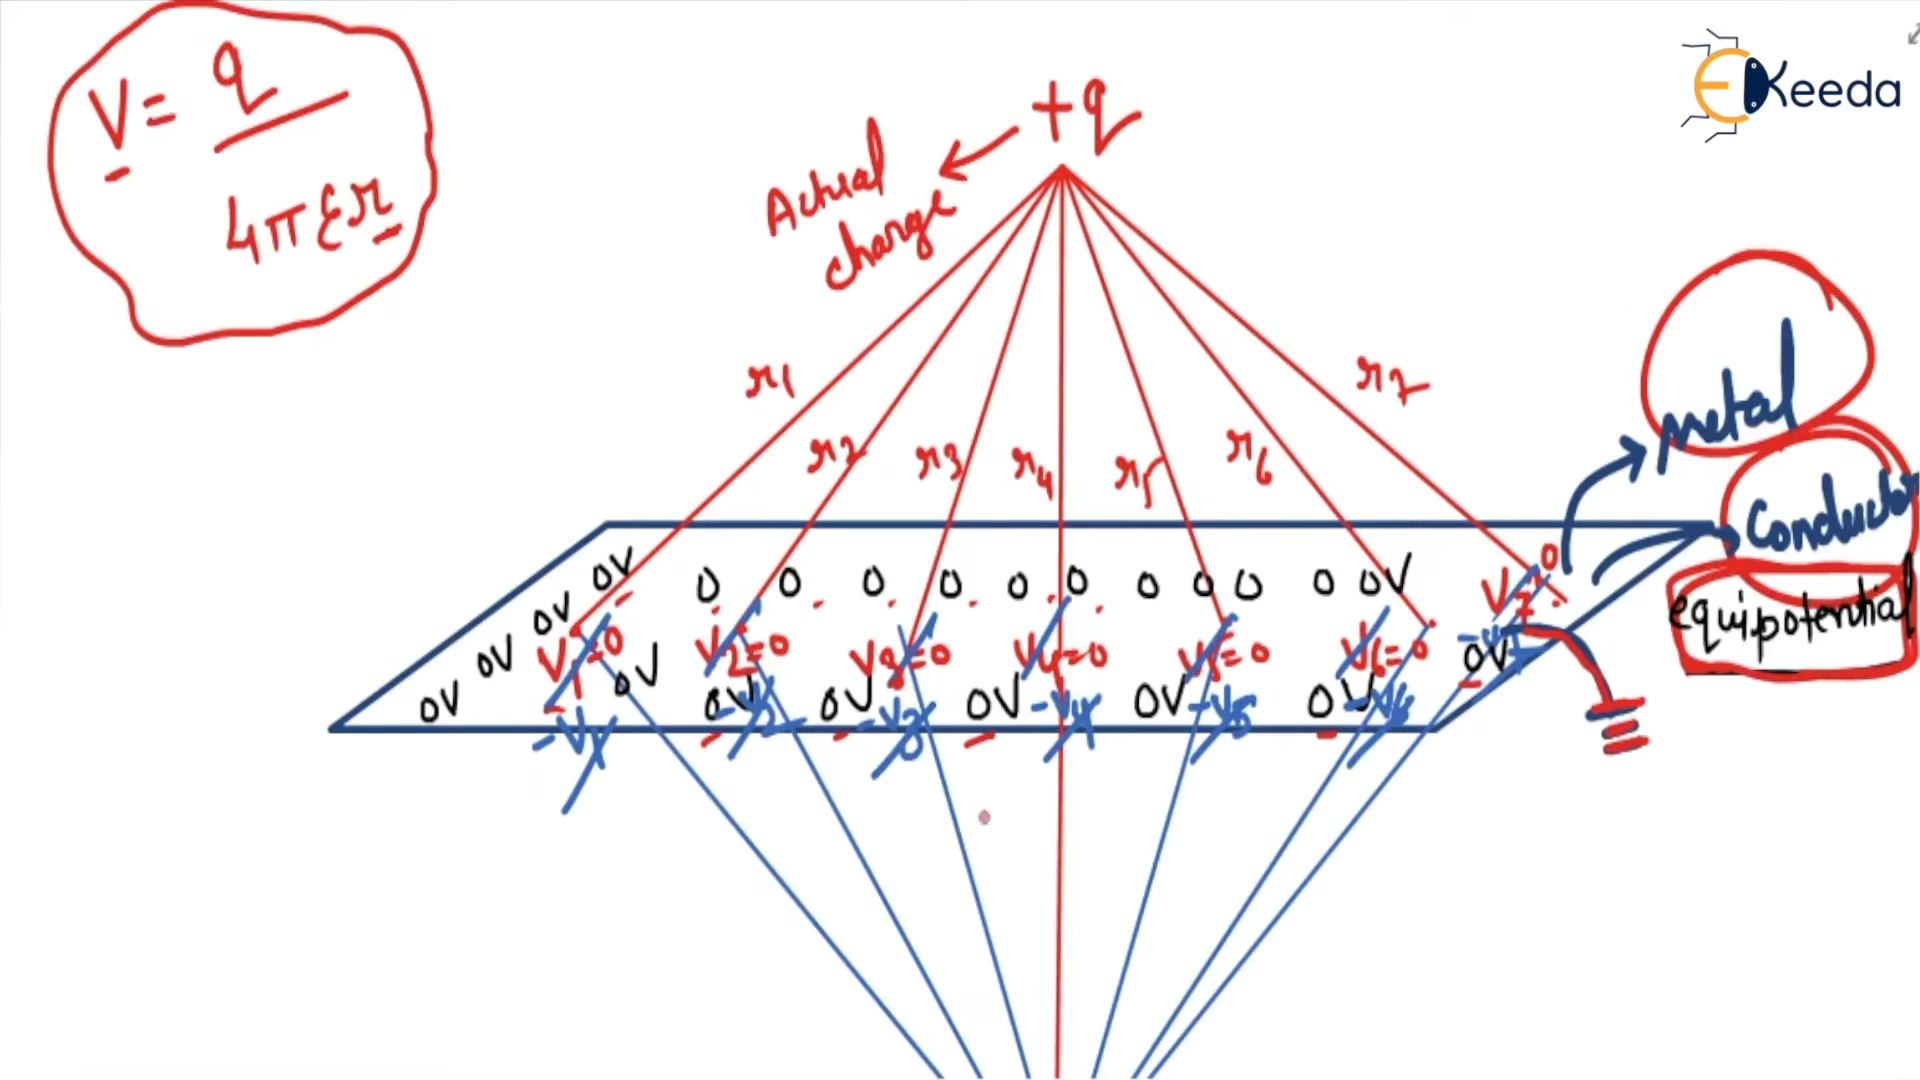 V = q
4πεr
Actual
charge
+q
EKeeda
r1
r2
r3
r4
r5
r6
r7
metal
Conductor
equipotential
0V 0 0 0 0 0 0 0 0 0 0 0V
0V
0V
0V
V1=0 V2=0 V3=0 V4=0 V5=0 V6=0 V7=0
0V 0V 0V 0V 0V 0V 0V
-V1 -V2 -V3 -V4 -V5 -V6 -V7